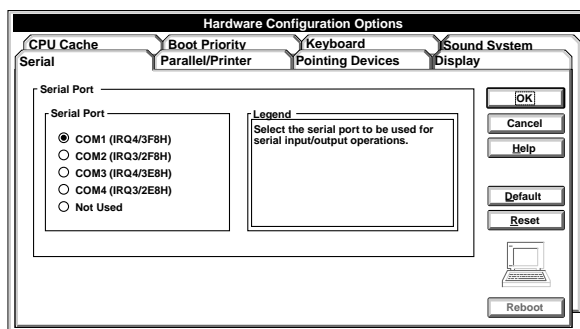 Hardware Configuration Options
CPU Cache Boot Priority Keyboard Sound System
Serial Parallel/Printer Pointing Devices Display
Serial Port
Serial Port
COM1 (IRQ4/3F8H)
COM2 (IRQ3/2F8H)
COM3 (IRQ4/3E8H)
COM4 (IRQ3/2E8H)
Not Used
Legend
Select the serial port to be used for
serial input/output operations.
OK
Cancel
Help
Default
Reset
Reboot